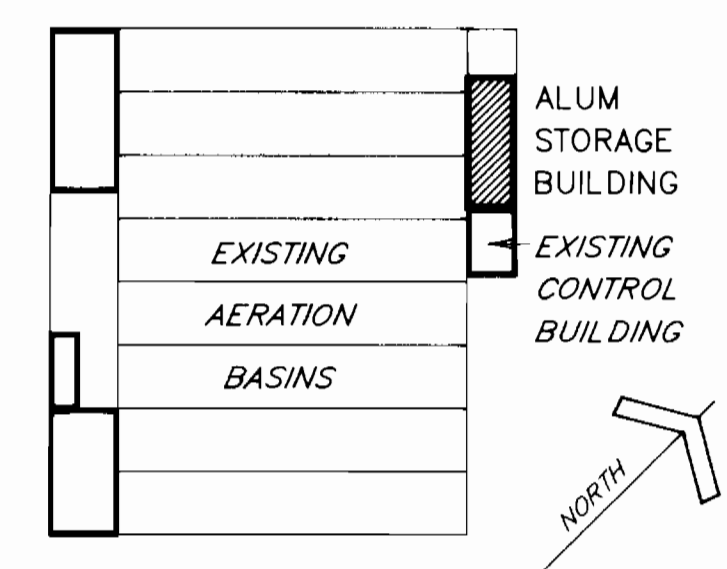 ALUM
STORAGE
BUILDING
EXISTING
AERATION
BASINS
EXISTING
CONTROL
BUILDING
NORTH